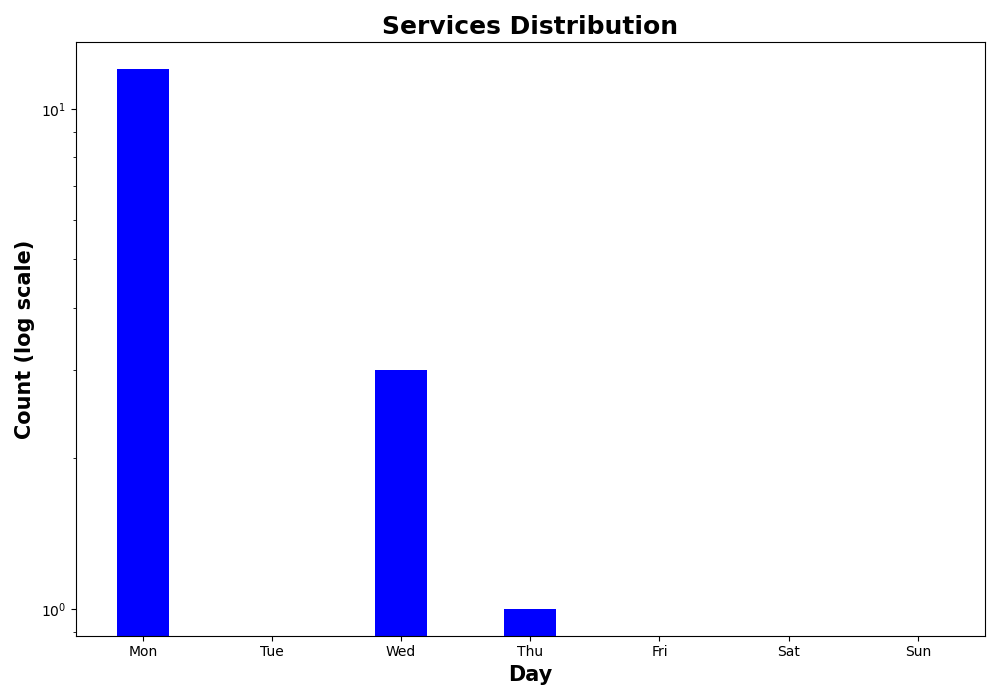 Services Distribution
Count (log scale)
10¹
10⁰
Mon Tue Wed Thu Fri Sat Sun
Day